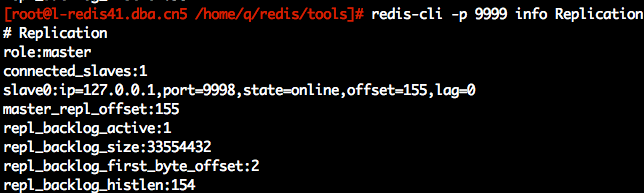 [root@l-redis41.dba.cn5 /home/q/redis/tools]# redis-cli -p 9999 info Replication
# Replication
role:master
connected_slaves:1
slave0:ip=127.0.0.1,port=9998,state=online,offset=155,lag=0
master_repl_offset:155
repl_backlog_active:1
repl_backlog_size:33554432
repl_backlog_first_byte_offset:2
repl_backlog_histlen:154